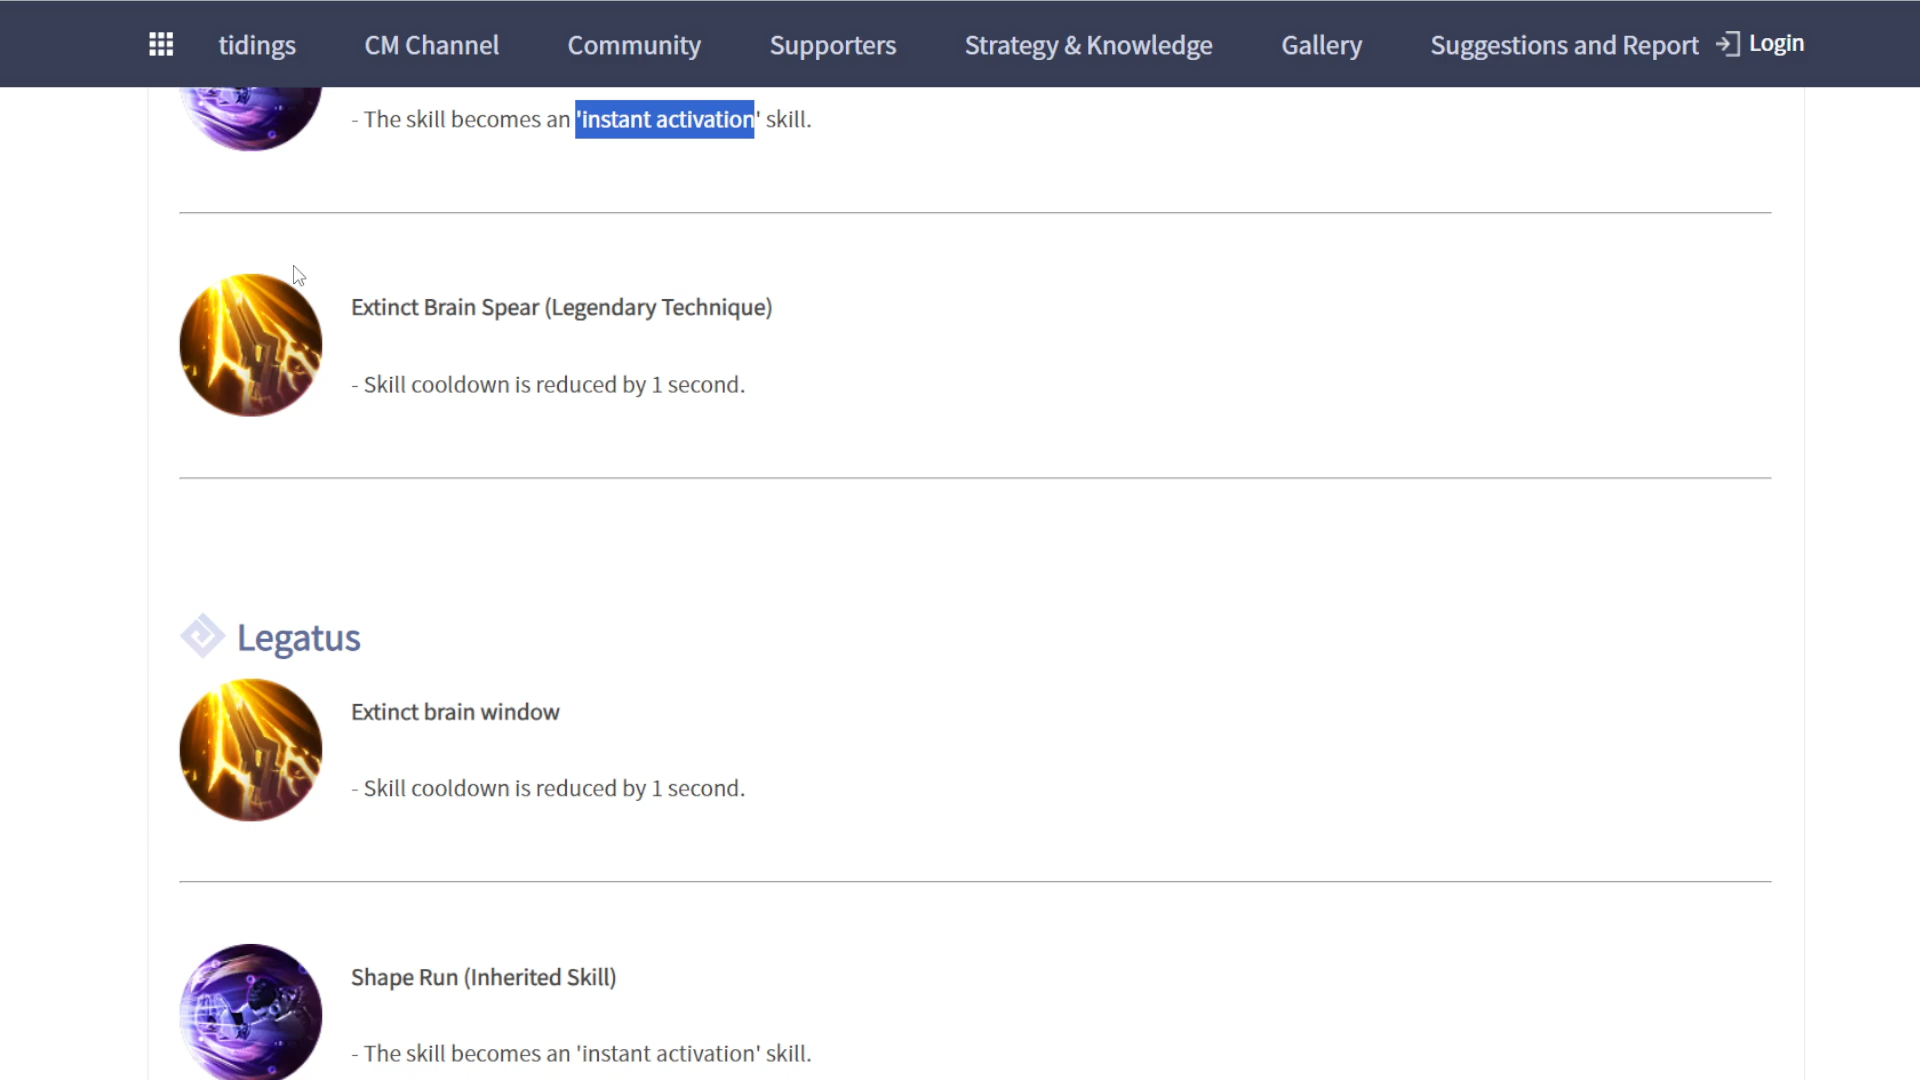 tidings CM Channel Community Supporters Strategy & Knowledge Gallery Suggestions and Report Login
- The skill becomes an 'instant activation' skill.
Extinct Brain Spear (Legendary Technique)
- Skill cooldown is reduced by 1 second.
Legatus
Extinct brain window
- Skill cooldown is reduced by 1 second.
Shape Run (Inherited Skill)
- The skill becomes an 'instant activation' skill.